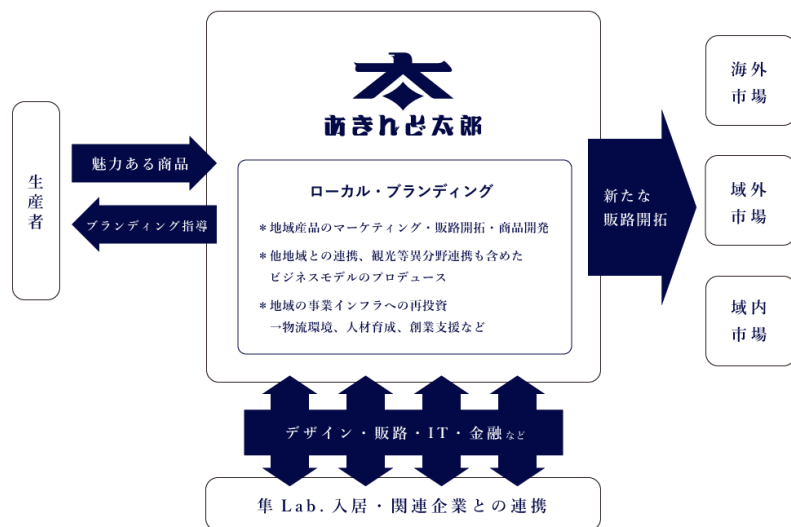 生産者
魅力ある商品
ブランディング指導
あきんど太郎
ローカル・ブランディング
＊地域産品のマーケティング・販路開拓・商品開発
＊他地域との連携、観光等異分野連携も含めた
ビジネスモデルのプロデュース
＊地域の事業インフラへの再投資
→物流環境、人材育成、創業支援など
新たな
販路開拓
海外
市場
域外
市場
域内
市場
デザイン・販路・IT・金融など
隼Lab.入居・関連企業との連携